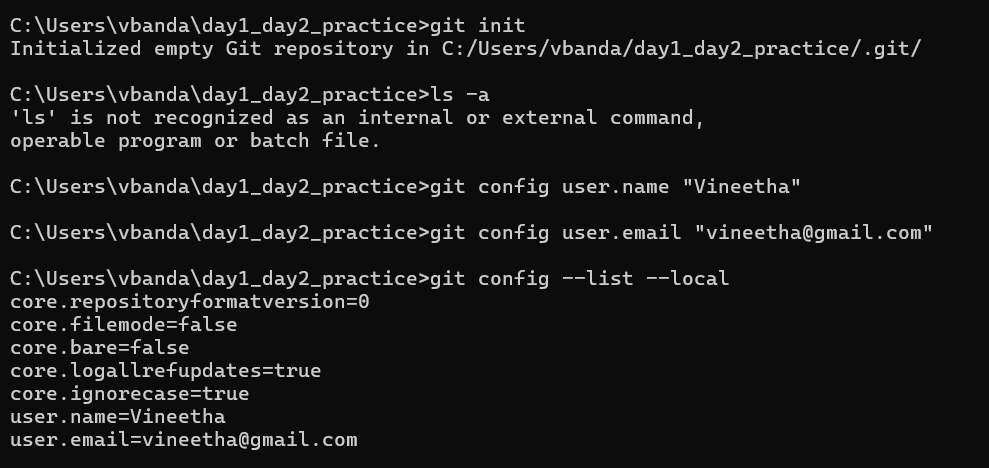 C:\Users\vbanda\day1_day2_practice>git init
Initialized empty Git repository in C:/Users/vbanda/day1_day2_practice/.git/
C:\Users\vbanda\day1_day2_practice>ls -a
'ls' is not recognized as an internal or external command,
operable program or batch file.
C:\Users\vbanda\day1_day2_practice>git config user.name "Vineetha"
C:\Users\vbanda\day1_day2_practice>git config user.email "vineetha@gmail.com"
C:\Users\vbanda\day1_day2_practice>git config --list --local
core.repositoryformatversion=0
core.filemode=false
core.bare=false
core.logallrefupdates=true
core.ignorecase=true
user.name=Vineetha
user.email=vineetha@gmail.com